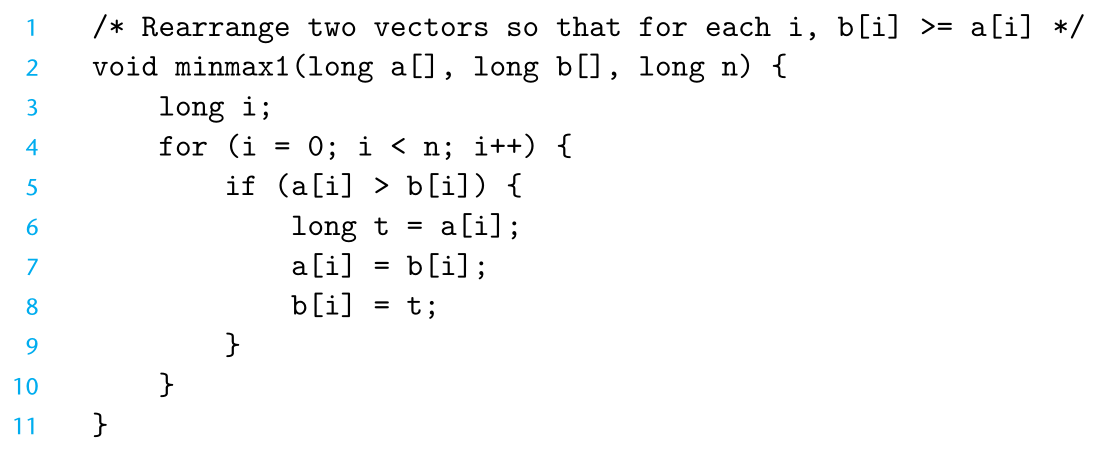 1 /* Rearrange two vectors so that for each i, b[i] >= a[i] */
2 void minmax1(long a[], long b[], long n) {
3     long i;
4     for (i = 0; i < n; i++) {
5         if (a[i] > b[i]) {
6             long t = a[i];
7             a[i] = b[i];
8             b[i] = t;
9         }
10     }
11 }